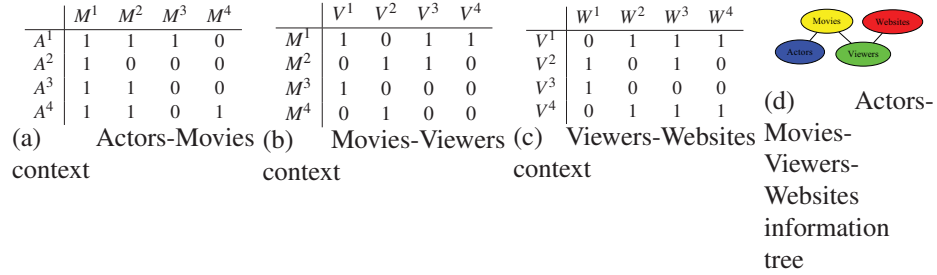 M¹ M² M³ M⁴
A¹ 1 1 1 0
A² 1 0 0 0
A³ 1 1 0 0
A⁴ 1 1 0 1
(a) Actors-Movies
context
V¹ V² V³ V⁴
M¹ 1 0 1 1
M² 0 1 1 0
M³ 1 0 0 0
M⁴ 0 1 0 0
(b) Movies-Viewers
context
W¹ W² W³ W⁴
V¹ 0 1 1 1
V² 1 0 1 0
V³ 1 0 0 0
V⁴ 0 1 1 1
(c) Viewers-Websites
context
Movies Websites
Actors Viewers
(d) Actors-
Movies-
Viewers-
Websites
information
tree